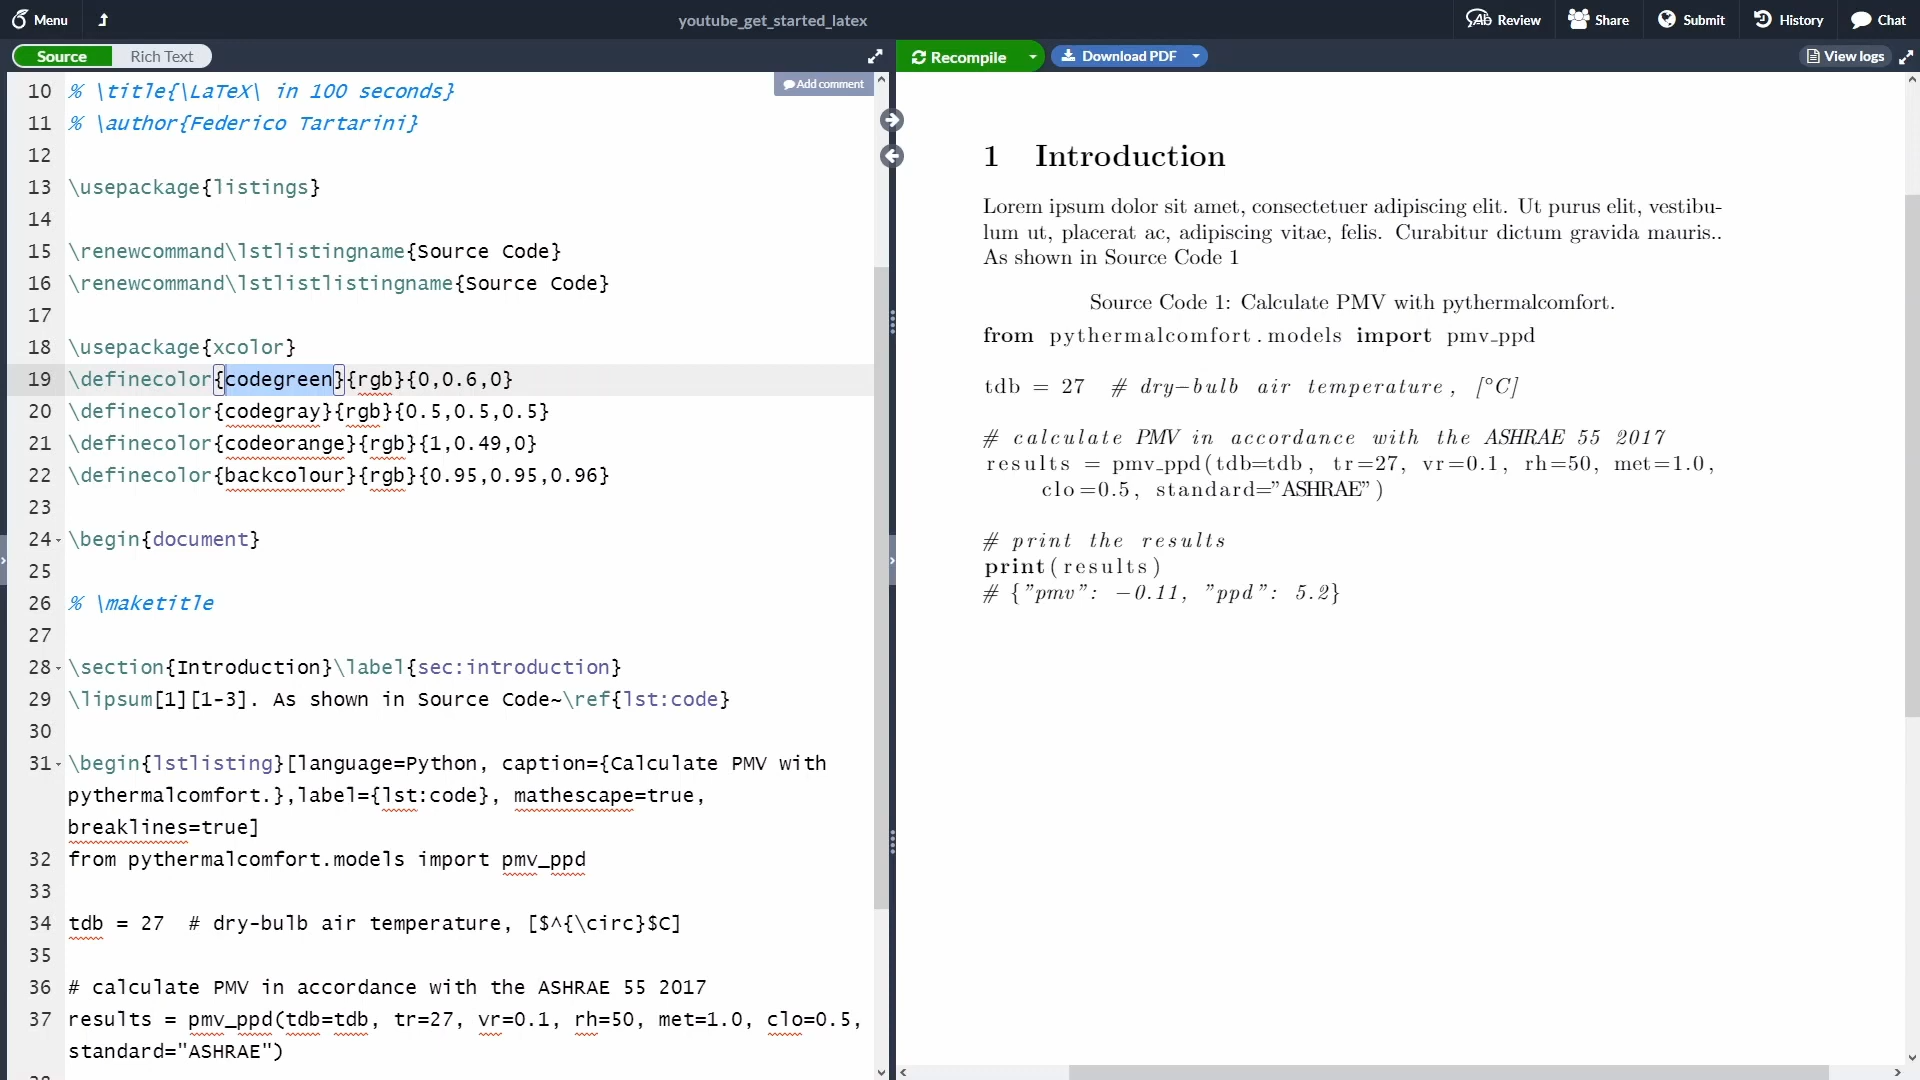 Menu
youtube_get_started_latex
Review
Share
Submit
History
Chat
Source
Rich Text
Recompile
Download PDF
View logs
Add comment
10 % \title{\LaTeX\ in 100 seconds}
11 % \author{Federico Tartarini}
12
13 \usepackage{listings}
14
15 \renewcommand\lstlistingname{Source Code}
16 \renewcommand\lstlistlistingname{Source Code}
17
18 \usepackage{xcolor}
19 \definecolor{codegreen}{rgb}{0,0.6,0}
20 \definecolor{codegray}{rgb}{0.5,0.5,0.5}
21 \definecolor{codeorange}{rgb}{1,0.49,0}
22 \definecolor{backcolour}{rgb}{0.95,0.95,0.96}
23
24 \begin{document}
25
26 % \maketitle
27
28 \section{Introduction}\label{sec:introduction}
29 \lipsum[1][1-3]. As shown in Source Code~\ref{lst:code}
30
31 \begin{lstlisting}[language=Python, caption={Calculate PMV with
pythermalcomfort.},label={lst:code}, mathescape=true,
breaklines=true]
32 from pythermalcomfort.models import pmv_ppd
33
34 tdb = 27  # dry-bulb air temperature, [$^{\circ}$C]
35
36 # calculate PMV in accordance with the ASHRAE 55 2017
37 results = pmv_ppd(tdb=tdb, tr=27, vr=0.1, rh=50, met=1.0, clo=0.5,
standard="ASHRAE")
1 Introduction
Lorem ipsum dolor sit amet, consectetuer adipiscing elit. Ut purus elit, vestibu-
lum ut, placerat ac, adipiscing vitae, felis. Curabitur dictum gravida mauris..
As shown in Source Code 1
Source Code 1: Calculate PMV with pythermalcomfort.
from pythermalcomfort.models import pmv_ppd
tdb = 27 # dry−bulb air temperature, [°C]
# calculate PMV in accordance with the ASHRAE 55 2017
results = pmv_ppd(tdb=tdb, tr=27, vr=0.1, rh=50, met=1.0,
clo=0.5, standard=”ASHRAE”)
# print the results
print(results)
# {”pmv”: −0.11, ”ppd”: 5.2}